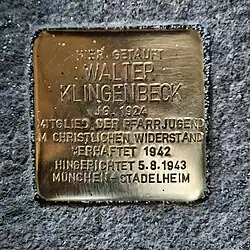 HIER GETAUFT
WALTER
KLINGENBECK
JG. 1924
MITGLIED DER PFARRJUGEND
IM CHRISTLICHEN WIDERSTAND
VERHAFTET 1942
HINGERICHTET 5.8.1943
MÜNCHEN-STADELHEIM